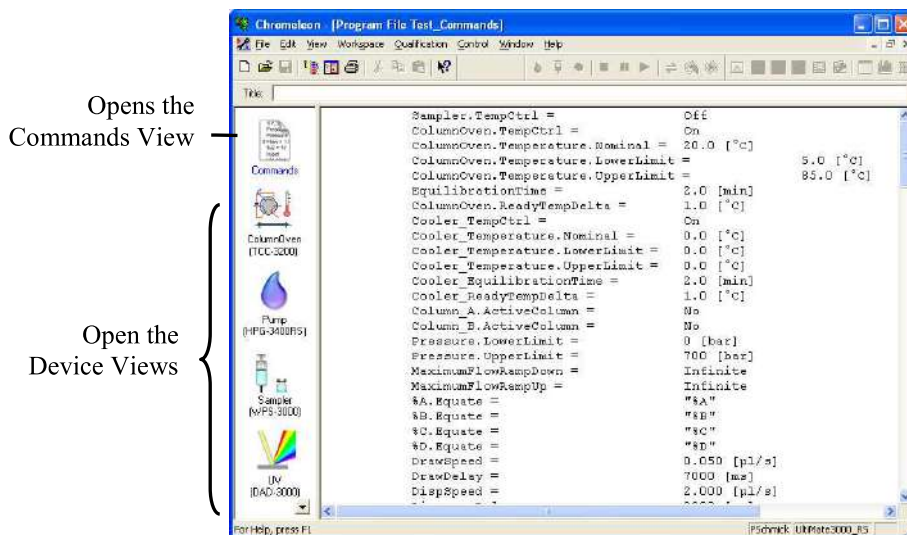 Opens the
Commands View
Open the
Device Views
Chromeleon - [Program File Test_Commands]
File Edit View Workspace Qualification Control Window Help
Title:
Commands
ColumnOven
(TCC-3200)
Pump
(HPG-3400RS)
Sampler
(WPS-3000)
UV
(DAD-3000)
Sampler.TempCtrl = Off
ColumnOven.TempCtrl = On
ColumnOven.Temperature.Nominal = 20.0 [°C]
ColumnOven.Temperature.LowerLimit = 5.0 [°C]
ColumnOven.Temperature.UpperLimit = 85.0 [°C]
EquilibrationTime = 2.0 [min]
ColumnOven.ReadyTempDelta = 1.0 [°C]
Cooler_TempCtrl = On
Cooler_Temperature.Nominal = 0.0 [°C]
Cooler_Temperature.LowerLimit = 0.0 [°C]
Cooler_Temperature.UpperLimit = 0.0 [°C]
Cooler_EquilibrationTime = 2.0 [min]
Cooler_ReadyTempDelta = 1.0 [°C]
Column_A.ActiveColumn = No
Column_B.ActiveColumn = No
Pressure.LowerLimit = 0 [bar]
Pressure.UpperLimit = 700 [bar]
MaximumFlowRampDown = Infinite
MaximumFlowRampUp = Infinite
%A.Equate = "%A"
%B.Equate = "%B"
%C.Equate = "%C"
%D.Equate = "%D"
DrawSpeed = 0.050 [µl/s]
DrawDelay = 7000 [ms]
DispSpeed = 2.000 [µl/s]
For Help, press F1
PSchmick UltiMate3000_RS